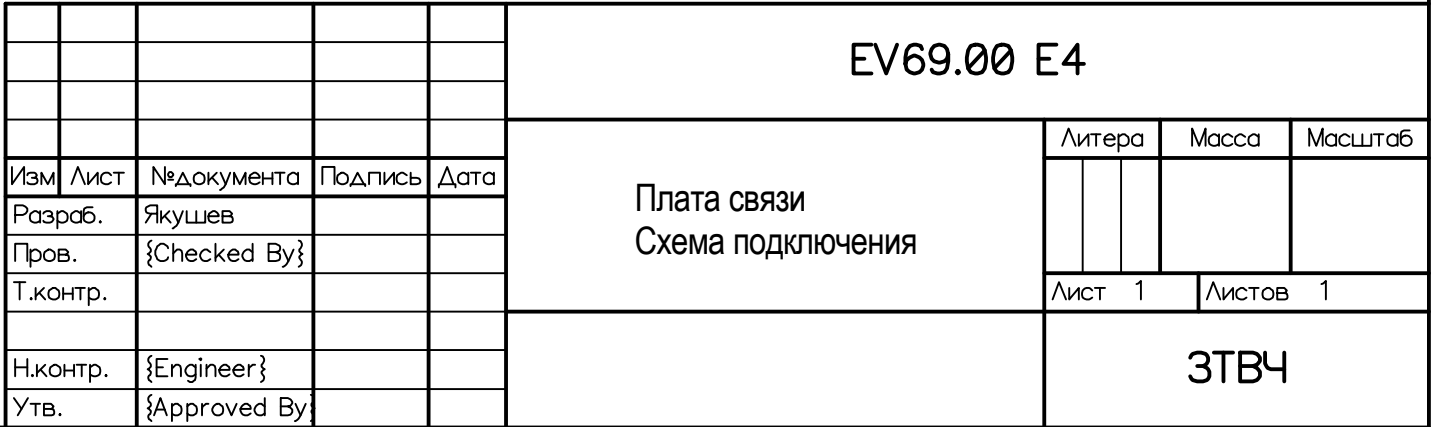 EV69.00 E4
Литера Масса Масштаб
Изм Лист №документа Подпись Дата
Разраб. Якушев
Плата связи
Схема подключения
Пров. {Checked By}
Т.контр.
Лист 1 Листов 1
Н.контр. {Engineer}
ЗТВЧ
Утв. {Approved By}